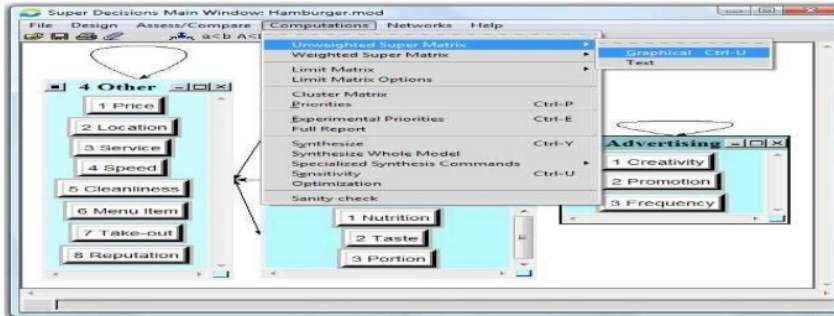 Super Decisions Main Window: Hamburger.mod
File Design Assess/Compare Computations Networks Help
a<b
Unweighted Super Matrix
Graphical Ctrl-U
Text
Weighted Super Matrix
Limit Matrix
Limit Matrix Options
Cluster Matrix
Priorities Ctrl-P
Experimental Priorities Ctrl-E
Full Report
Synthesize Ctrl-Y
Synthesize Whole Model
Specialized Synthesis Commands
Sensitivity Ctrl-U
Optimization
Sanity check
4 Other
1 Price
2 Location
3 Service
4 Speed
5 Cleanliness
6 Menu Item
7 Take-out
8 Reputation
1 Nutrition
2 Taste
3 Portion
Advertising
1 Creativity
2 Promotion
3 Frequency